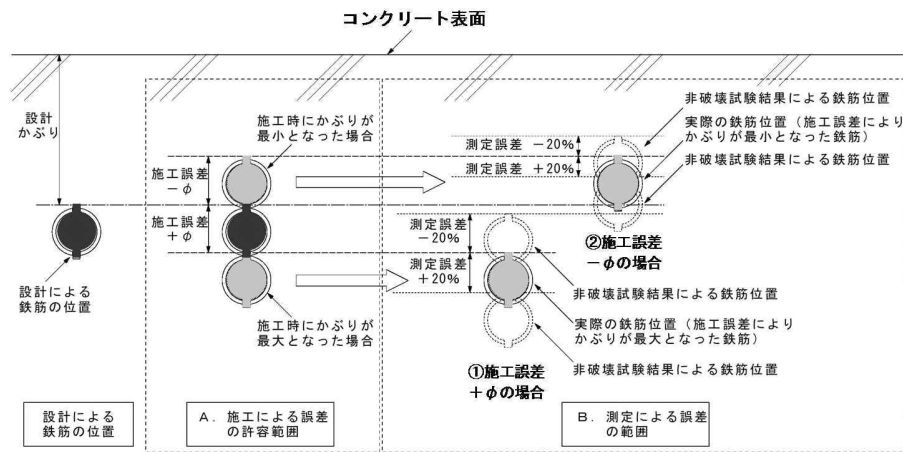 コンクリート表面
設計
かぶり
設計による
鉄筋の位置
施工時にかぶりが
最小となった場合
施工誤差
－φ
施工誤差
＋φ
施工時にかぶりが
最大となった場合
測定誤差 －20%
測定誤差 ＋20%
測定誤差
－20%
測定誤差
＋20%
非破壊試験結果による鉄筋位置
実際の鉄筋位置（施工誤差により
かぶりが最小となった鉄筋）
非破壊試験結果による鉄筋位置
②施工誤差
－φの場合
非破壊試験結果による鉄筋位置
実際の鉄筋位置（施工誤差により
かぶりが最大となった鉄筋）
非破壊試験結果による鉄筋位置
①施工誤差
＋φの場合
設計による
鉄筋の位置
A．施工による誤差
の許容範囲
B．測定による誤差
の範囲